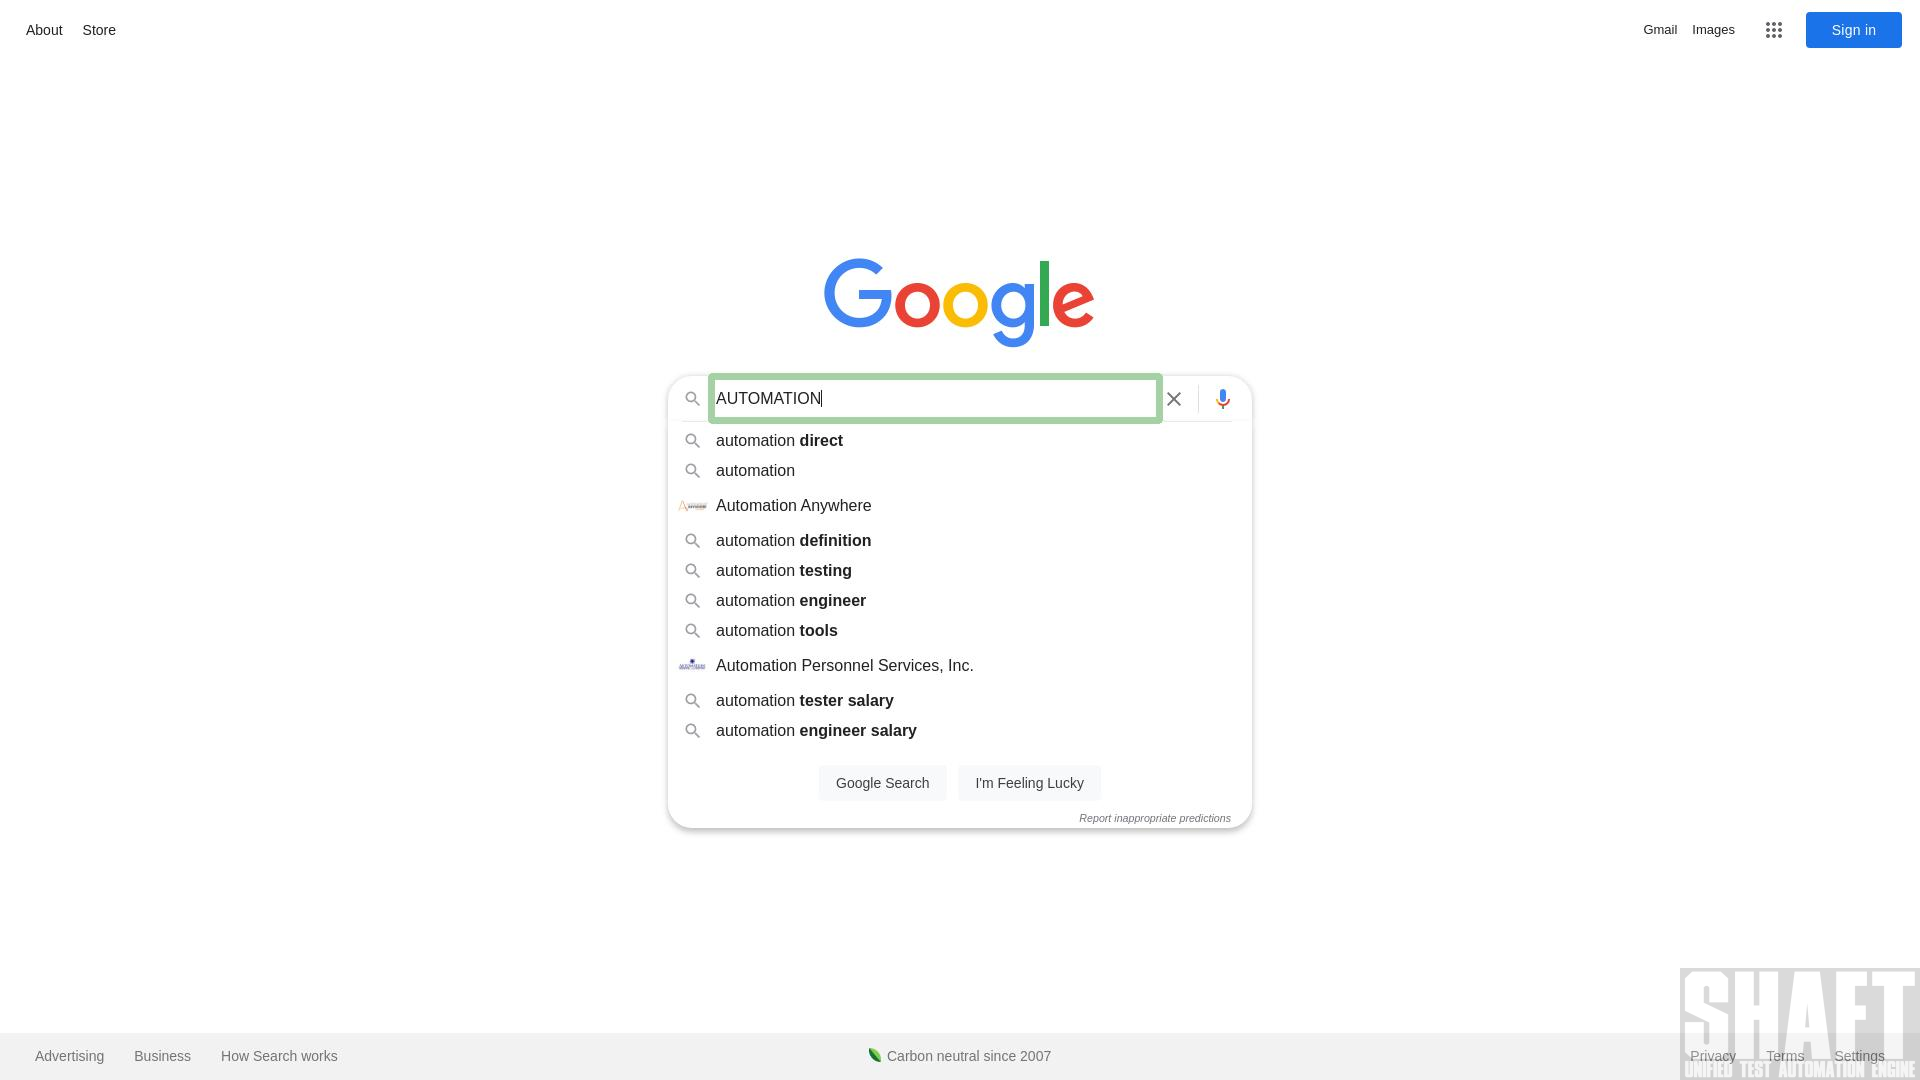 About Store
Gmail Images Sign in
Google
AUTOMATION
automation direct
automation
Automation Anywhere
automation definition
automation testing
automation engineer
automation tools
Automation Personnel Services, Inc.
automation tester salary
automation engineer salary
Google Search I'm Feeling Lucky
Report inappropriate predictions
SHAFT
Advertising Business How Search works Carbon neutral since 2007 Privacy Terms Settings
UNIFIED TEST AUTOMATION ENGINE